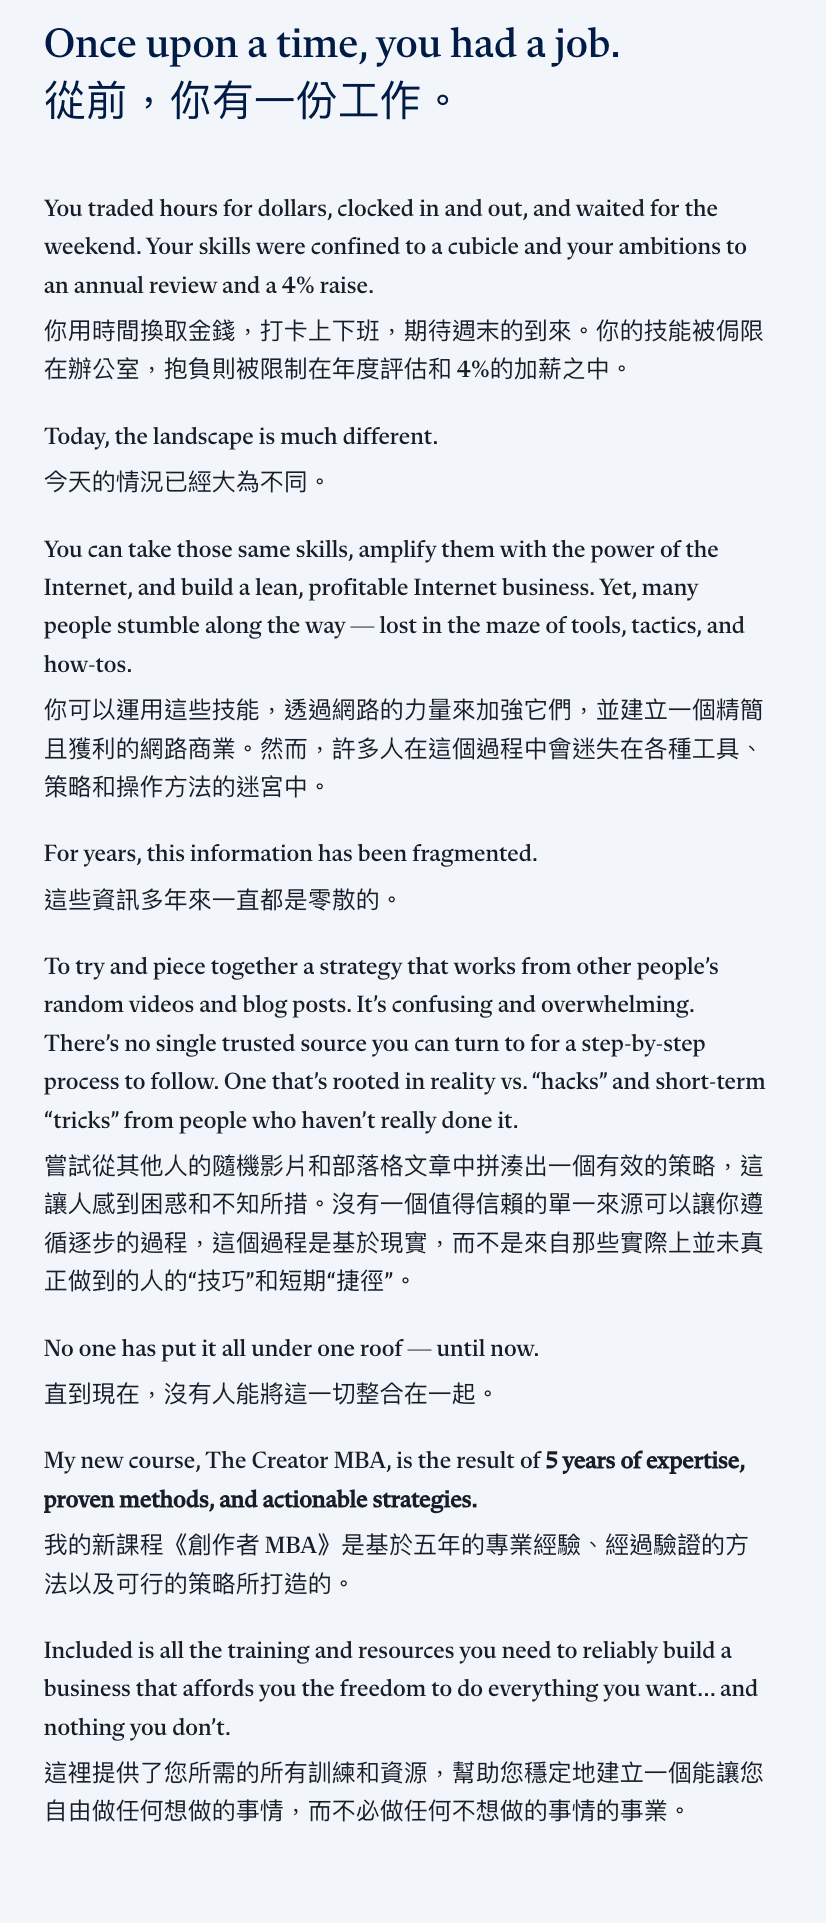 Once upon a time, you had a job.
從前，你有一份工作。
You traded hours for dollars, clocked in and out, and waited for the
weekend. Your skills were confined to a cubicle and your ambitions to
an annual review and a 4% raise.
你用時間換取金錢，打卡上下班，期待週末的到來。你的技能被侷限
在辦公室，抱負則被限制在年度評估和 4%的加薪之中。
Today, the landscape is much different.
今天的情況已經大為不同。
You can take those same skills, amplify them with the power of the
Internet, and build a lean, profitable Internet business. Yet, many
people stumble along the way — lost in the maze of tools, tactics, and
how-tos.
你可以運用這些技能，透過網路的力量來加強它們，並建立一個精簡
且獲利的網路商業。然而，許多人在這個過程中會迷失在各種工具、
策略和操作方法的迷宮中。
For years, this information has been fragmented.
這些資訊多年來一直都是零散的。
To try and piece together a strategy that works from other people’s
random videos and blog posts. It’s confusing and overwhelming.
There’s no single trusted source you can turn to for a step-by-step
process to follow. One that’s rooted in reality vs. “hacks” and short-term
“tricks” from people who haven’t really done it.
嘗試從其他人的隨機影片和部落格文章中拼湊出一個有效的策略，這
讓人感到困惑和不知所措。沒有一個值得信賴的單一來源可以讓你遵
循逐步的過程，這個過程是基於現實，而不是來自那些實際上並未真
正做到的人的“技巧”和短期“捷徑”。
No one has put it all under one roof — until now.
直到現在，沒有人能將這一切整合在一起。
My new course, The Creator MBA, is the result of 5 years of expertise,
proven methods, and actionable strategies.
我的新課程《創作者 MBA》是基於五年的專業經驗、經過驗證的方
法以及可行的策略所打造的。
Included is all the training and resources you need to reliably build a
business that affords you the freedom to do everything you want… and
nothing you don’t.
這裡提供了您所需的所有訓練和資源，幫助您穩定地建立一個能讓您
自由做任何想做的事情，而不必做任何不想做的事情的事業。